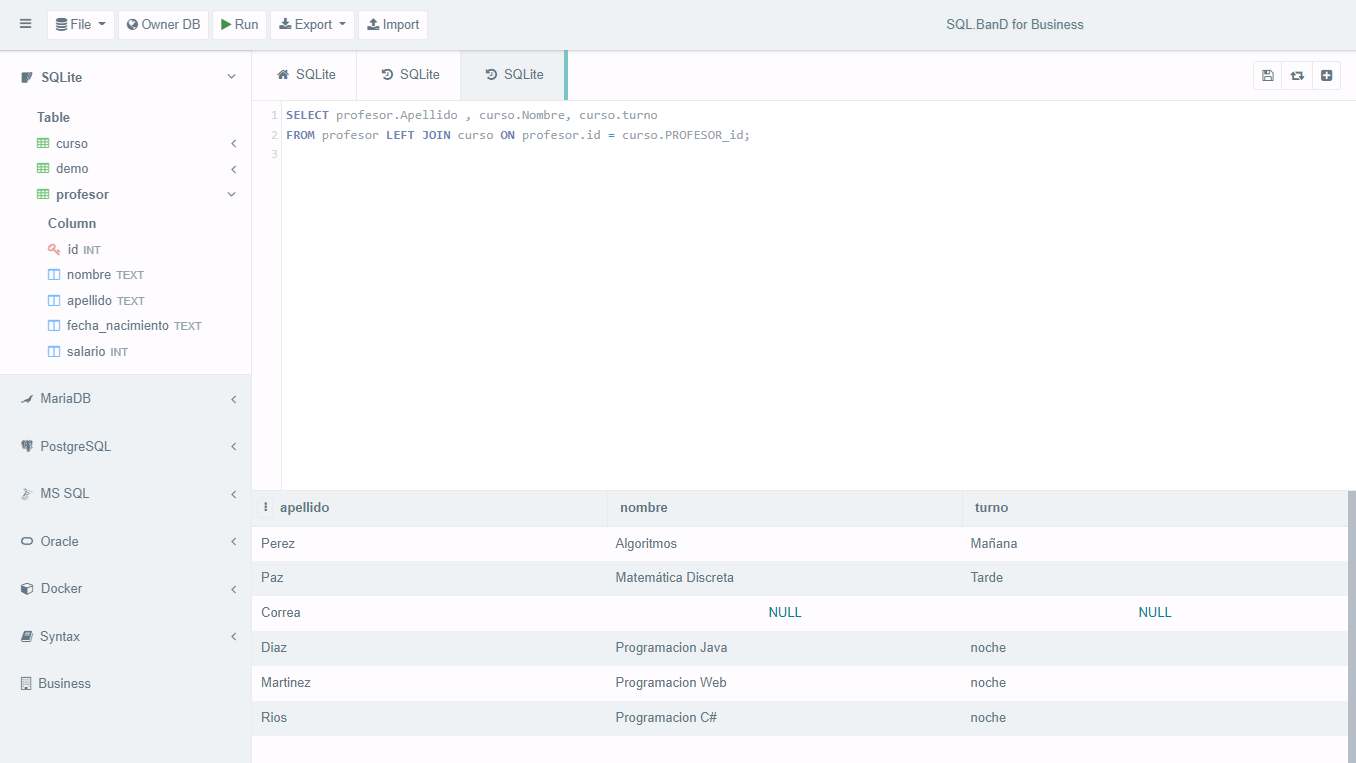 File Owner DB Run Export Import SQL.BanD for Business
SQLite
Table
curso
demo
profesor
Column
id INT
nombre TEXT
apellido TEXT
fecha_nacimiento TEXT
salario INT
MariaDB
PostgreSQL
MS SQL
Oracle
Docker
Syntax
Business
SQLite SQLite SQLite
1 SELECT profesor.Apellido , curso.Nombre, curso.turno
2 FROM profesor LEFT JOIN curso ON profesor.id = curso.PROFESOR_id;
3
apellido nombre turno
Perez Algoritmos Mañana
Paz Matemática Discreta Tarde
Correa NULL NULL
Diaz Programacion Java noche
Martinez Programacion Web noche
Rios Programacion C# noche